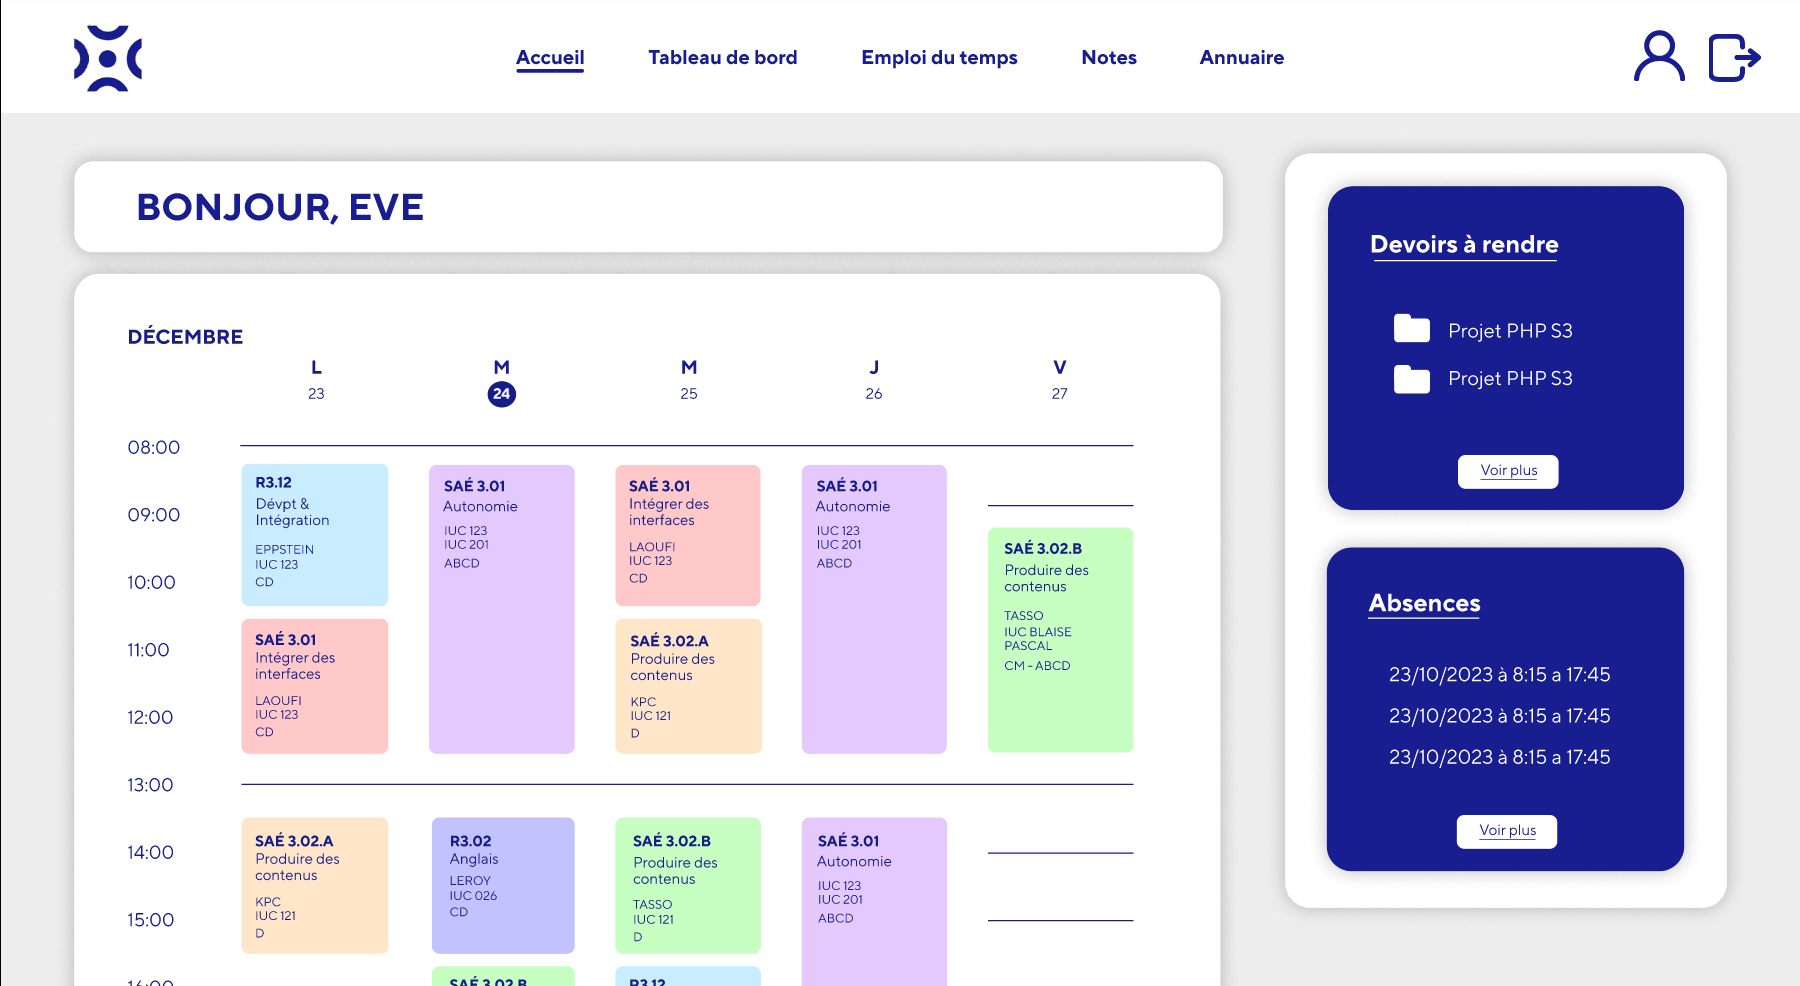 Accueil
Tableau de bord
Emploi du temps
Notes
Annuaire
BONJOUR, EVE
DÉCEMBRE
L
M
M
J
V
23
24
25
26
27
08:00
09:00
10:00
11:00
12:00
13:00
14:00
15:00
16:00
R3.12
Dévpt &
Intégration
EPPSTEIN
IUC 123
CD
SAÉ 3.01
Intégrer des
interfaces
LAOUFI
IUC 123
CD
SAÉ 3.02.A
Produire des
contenus
KPC
IUC 121
D
SAÉ 3.01
Autonomie
IUC 123
IUC 201
ABCD
R3.02
Anglais
LEROY
IUC 026
CD
SAÉ 3.02.B
SAÉ 3.01
Intégrer des
interfaces
LAOUFI
IUC 123
CD
SAÉ 3.02.A
Produire des
contenus
KPC
IUC 121
D
SAÉ 3.02.B
Produire des
contenus
TASSO
IUC 121
D
R3.12
SAÉ 3.01
Autonomie
IUC 123
IUC 201
ABCD
SAÉ 3.01
Autonomie
IUC 123
IUC 201
ABCD
SAÉ 3.02.B
Produire des
contenus
TASSO
IUC BLAISE
PASCAL
CM - ABCD
Devoirs à rendre
Projet PHP S3
Projet PHP S3
Voir plus
Absences
23/10/2023 à 8:15 a 17:45
23/10/2023 à 8:15 a 17:45
23/10/2023 à 8:15 a 17:45
Voir plus